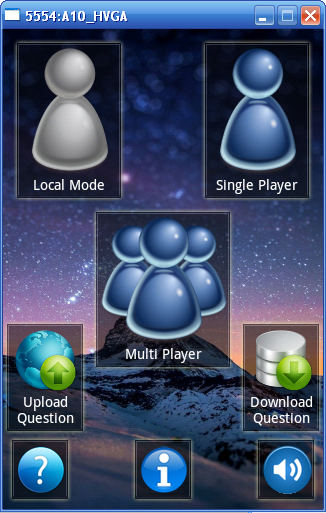 5554:A10_HVGA
Local Mode
Single Player
Multi Player
Upload
Question
Download
Question
?
i